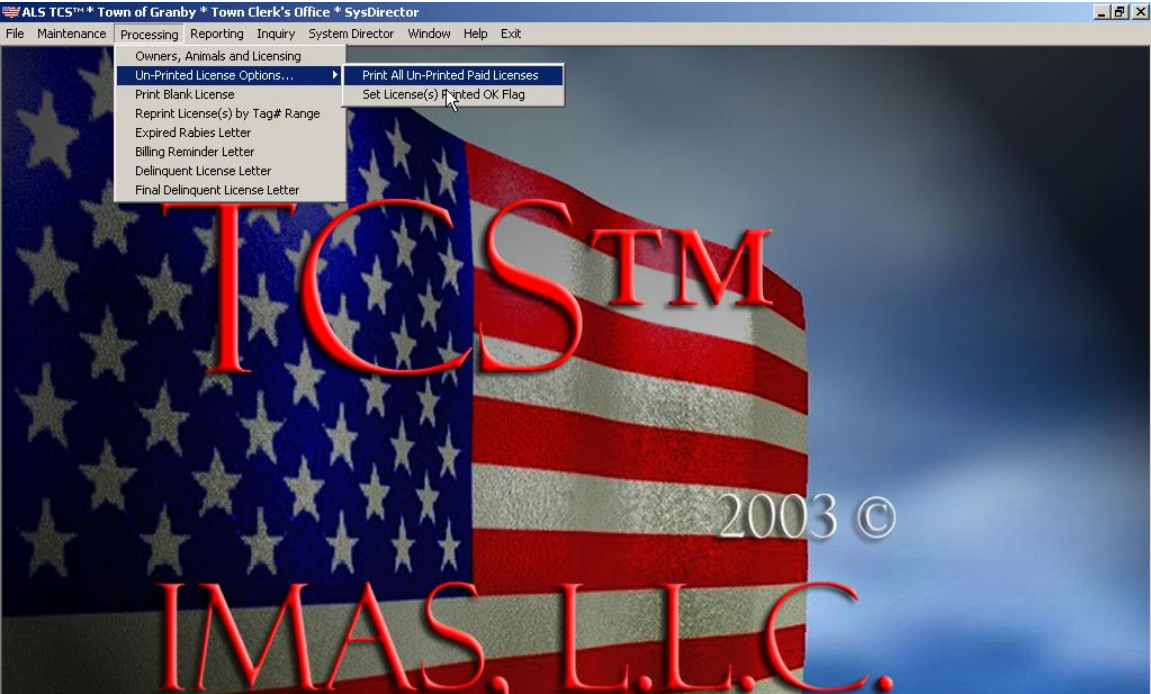 ALS TCS™ * Town of Granby * Town Clerk's Office * SysDirector
File Maintenance Processing Reporting Inquiry System Director Window Help Exit
Owners, Animals and Licensing
Un-Printed License Options...
Print All Un-Printed Paid Licenses
Set License(s) Printed OK Flag
Print Blank License
Reprint License(s) by Tag# Range
Expired Rabies Letter
Billing Reminder Letter
Delinquent License Letter
Final Delinquent License Letter
TCS™
2003 ©
IMAS, L.L.C.